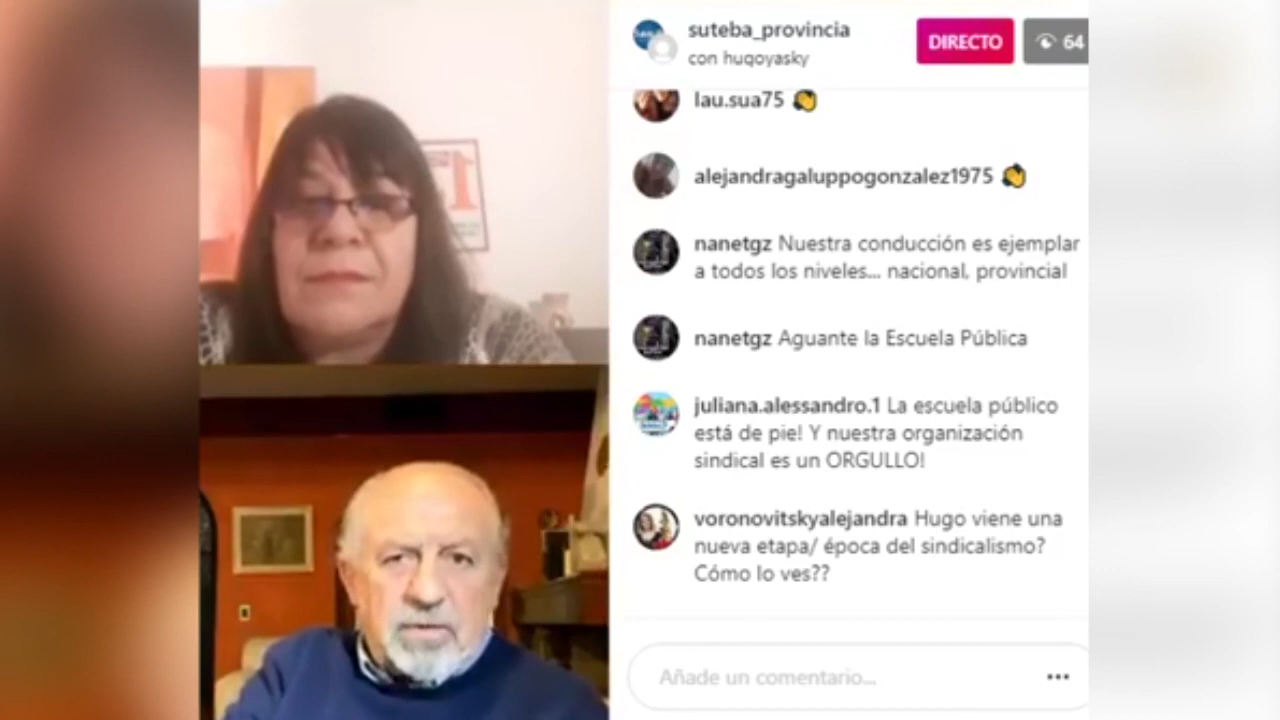 suteba_provincia
con hugoyasky
DIRECTO
64
lau.sua75 👏
alejandragaluppogonzalez1975 👏
nanetgz Nuestra conducción es ejemplar
a todos los niveles... nacional, provincial
nanetgz Aguante la Escuela Pública
juliana.alessandro.1 La escuela público
está de pie! Y nuestra organización
sindical es un ORGULLO!
voronovitskyalejandra Hugo viene una
nueva etapa/ época del sindicalismo?
Cómo lo ves??
Añade un comentario...
1